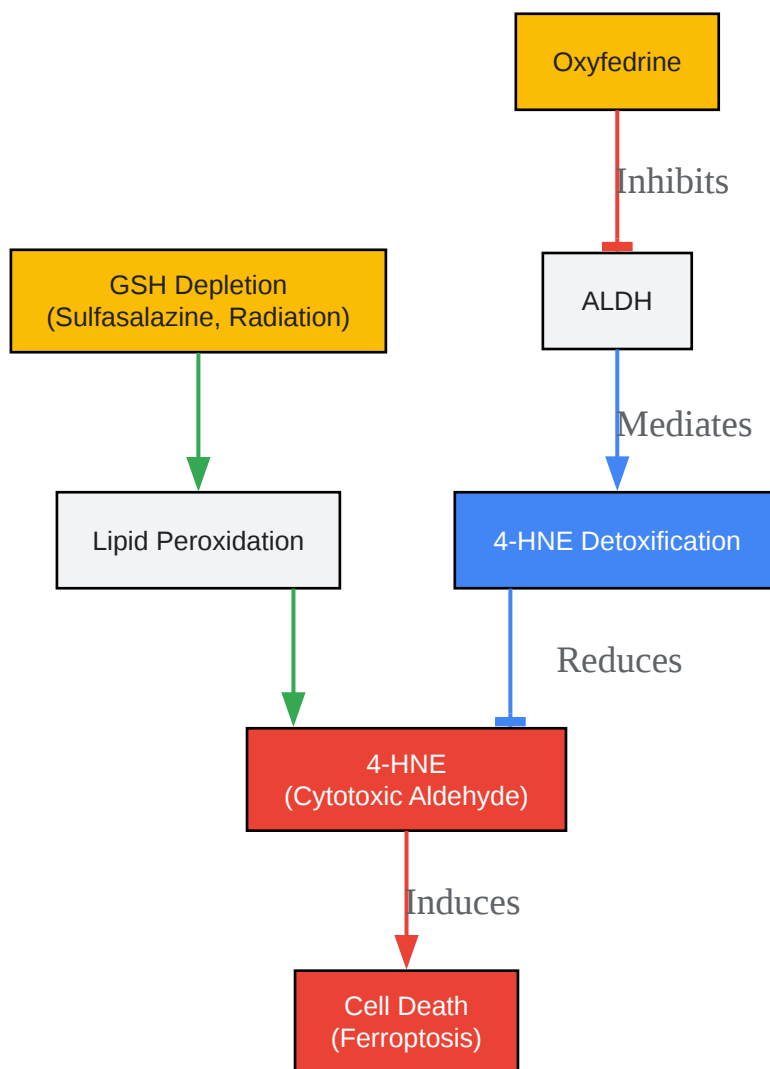 Oxyfedrine
Inhibits
GSH Depletion
(Sulfasalazine, Radiation)
ALDH
Mediates
Lipid Peroxidation
4-HNE Detoxification
Reduces
4-HNE
(Cytotoxic Aldehyde)
Induces
Cell Death
(Ferroptosis)